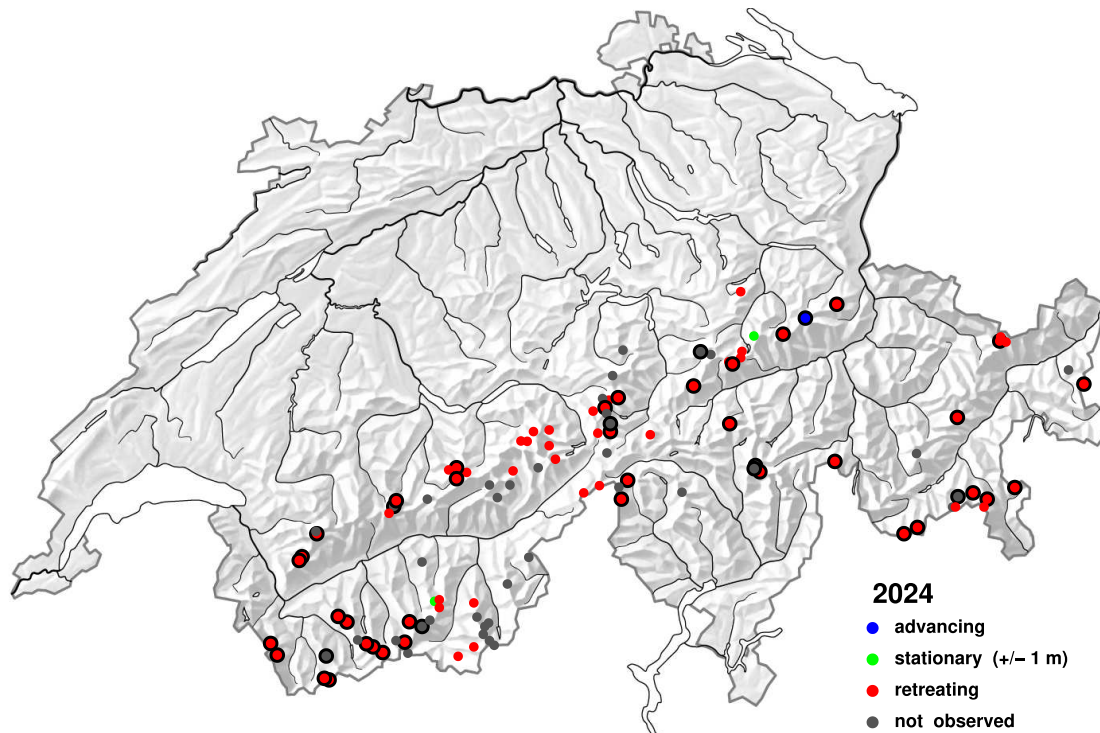 2024
advancing
stationary (+/− 1 m)
retreating
not observed